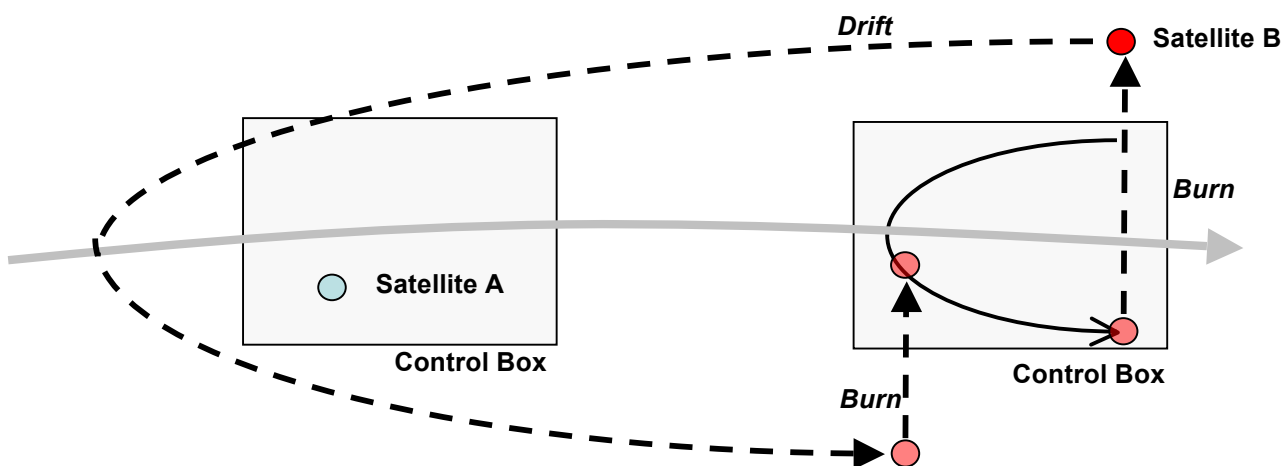 Drift
Satellite B
Burn
Satellite A
Control Box
Control Box
Burn